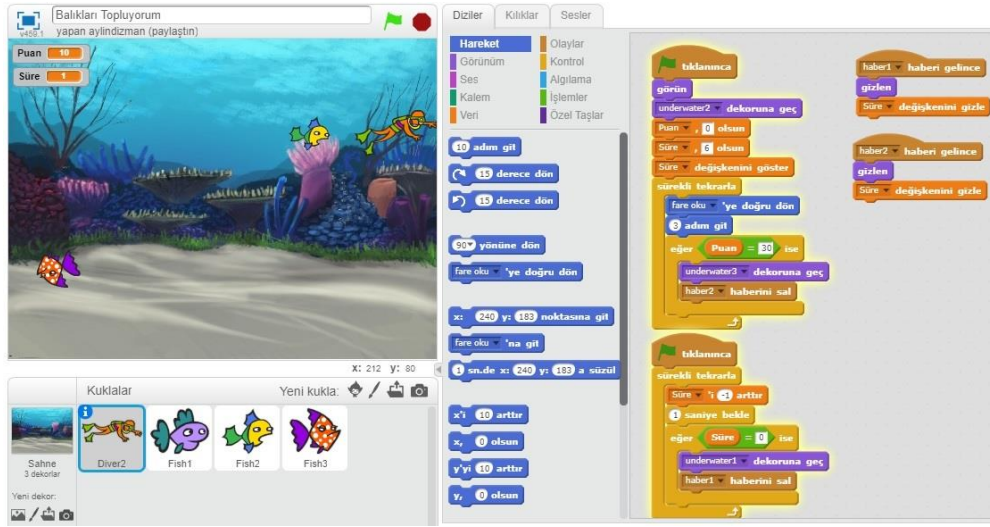 Balıkları Topluyorum
v459.1
yapan aylindizman (paylaştın)
Puan 10
Süre 1
X: 212 y: 80
Kuklalar
Yeni kukla:
Sahne
3 dekorlar
Yeni dekor:
Diver2
Fish1
Fish2
Fish3
Diziler
Kılıklar
Sesler
Hareket
Görünüm
Ses
Kalem
Veri
Olaylar
Kontrol
Algılama
İşlemler
Özel Taşlar
10 adım git
15 derece dön
15 derece dön
90 yönüne dön
fare oku 'ye doğru dön
x: 240 y: 183 noktasına git
fare oku 'na git
1 sn.de x: 240 y: 183 a süzül
x'i 10 arttır
x, 0 olsun
y'yi 10 arttır
y, 0 olsun
tıklanınca
görün
underwater2 dekoruna geç
Puan , 0 olsun
Süre , 6 olsun
Süre değişkenini göster
sürekli tekrarla
fare oku 'ye doğru dön
3 adım git
eğer Puan = 30 ise
underwater3 dekoruna geç
haber2 haberini sal
tıklanınca
sürekli tekrarla
Süre 'i -1 arttır
1 saniye bekle
eğer Süre = 0 ise
underwater1 dekoruna geç
haber1 haberini sal
haber1 haberi gelince
gizlen
Süre değişkenini gizle
haber2 haberi gelince
gizlen
Süre değişkenini gizle